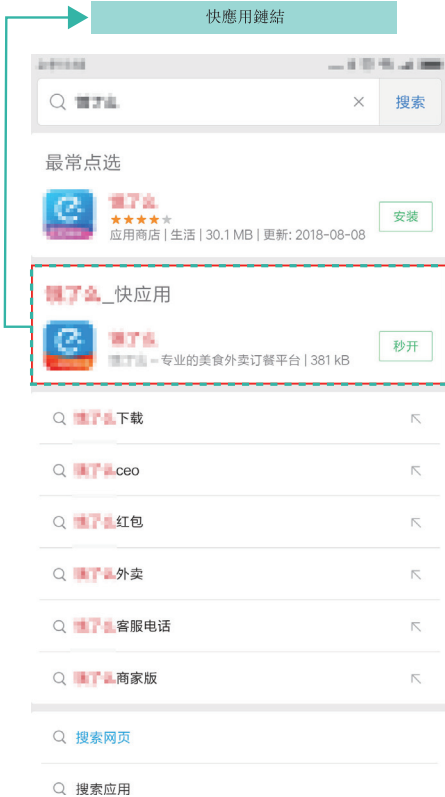 快應用鏈結
搜索
最常点选
应用商店 | 生活 | 30.1 MB | 更新: 2018-08-08
安装
_快应用
– 专业的美食外卖订餐平台 | 381 kB
秒开
下载
ceo
红包
外卖
客服电话
商家版
搜索网页
搜索应用